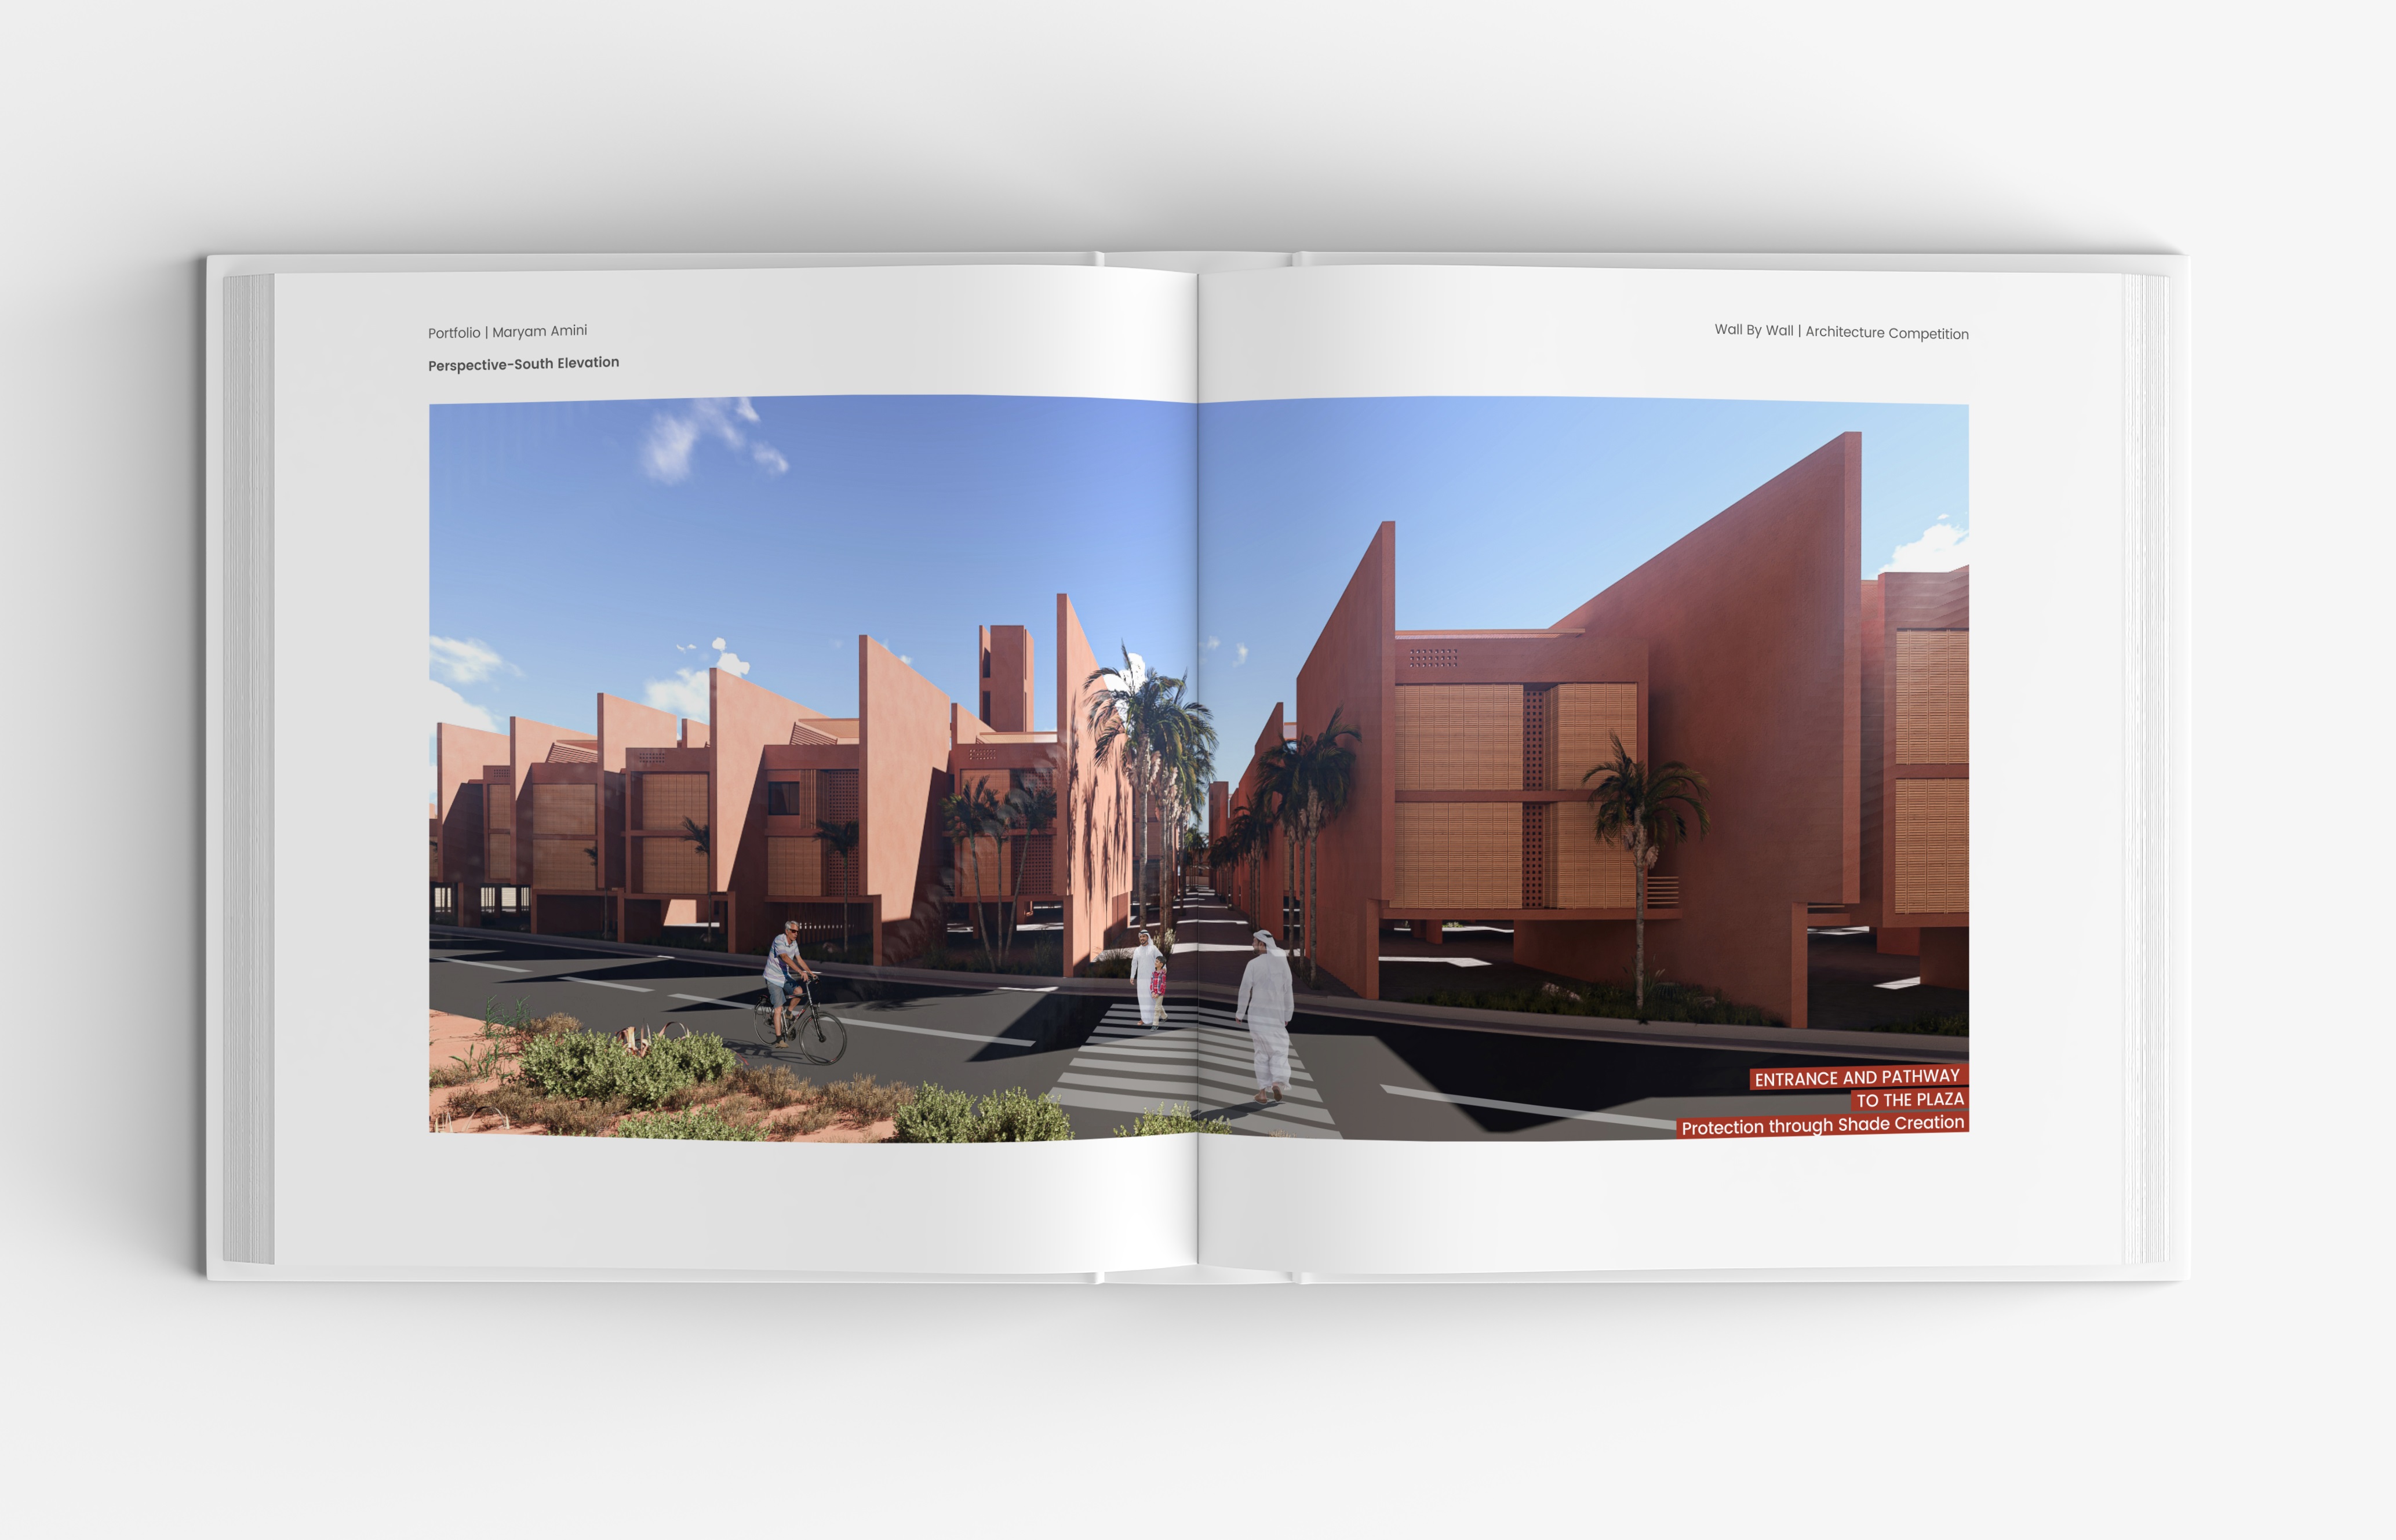 Portfolio | Maryam Amini
Perspective-South Elevation
Wall By Wall | Architecture Competition
ENTRANCE AND PATHWAY
TO THE PLAZA
Protection through Shade Creation